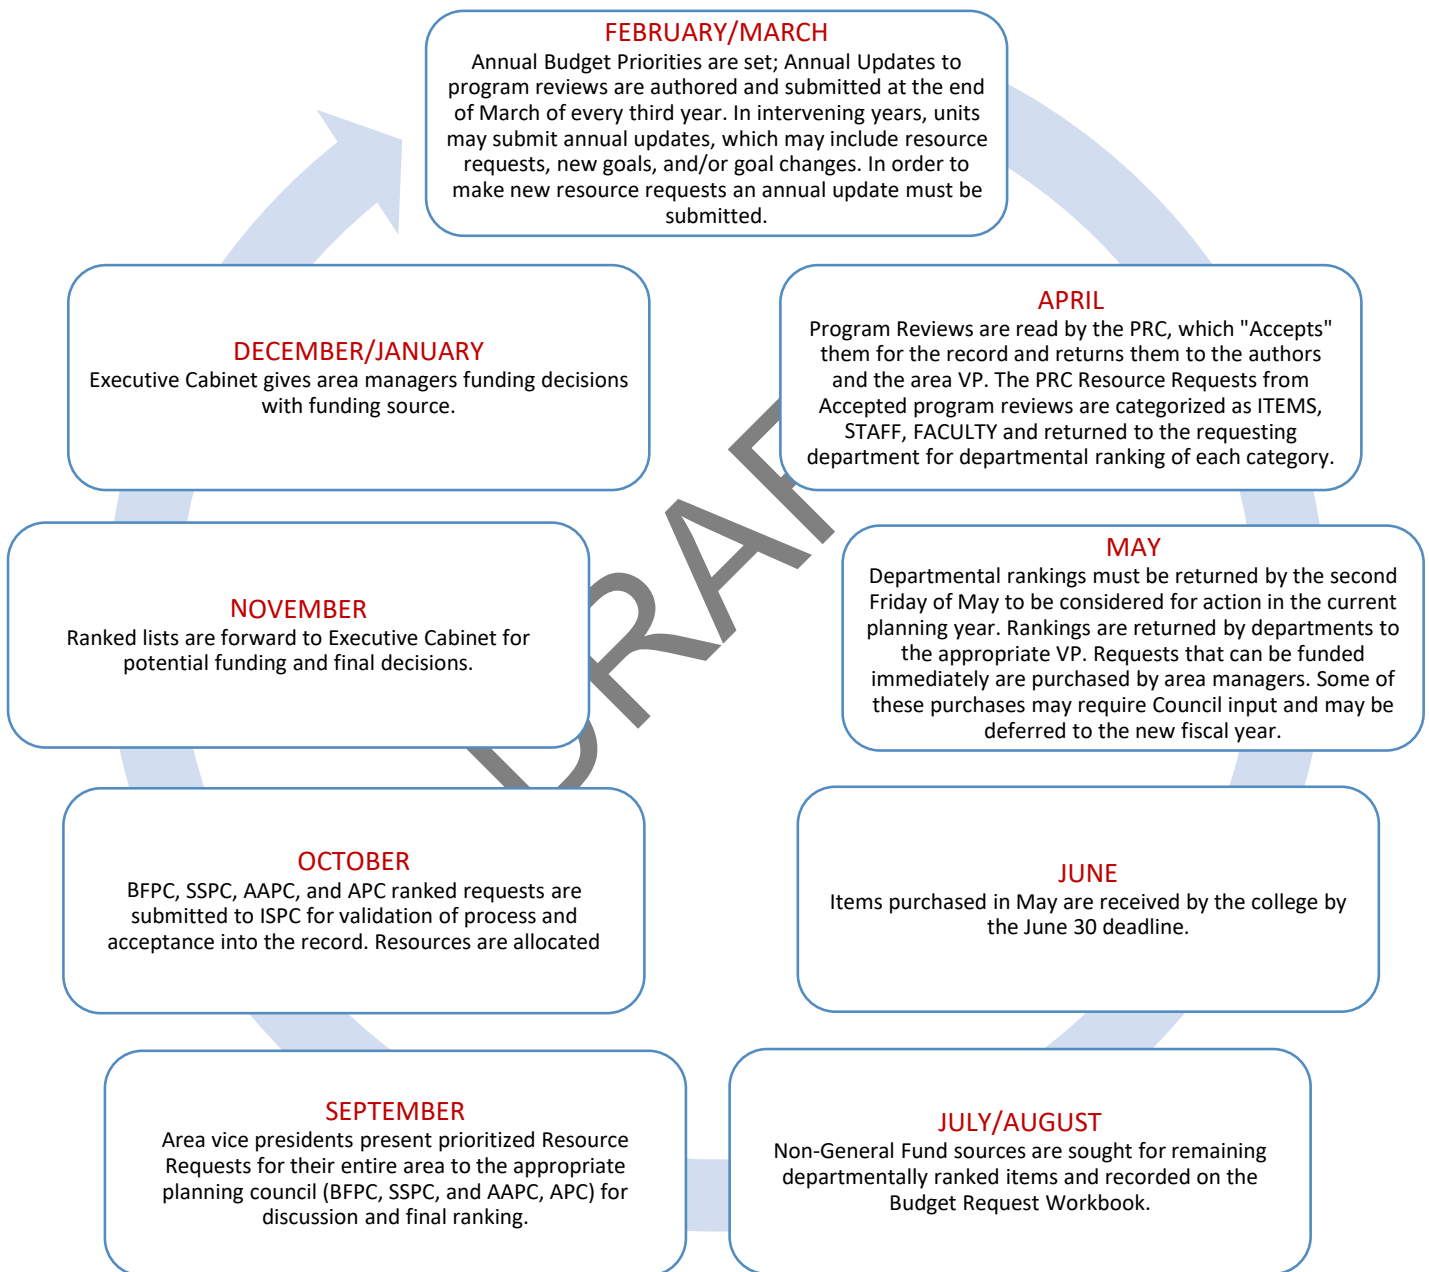 FEBRUARY/MARCH
Annual Budget Priorities are set; Annual Updates to
program reviews are authored and submitted at the end
of March of every third year. In intervening years, units
may submit annual updates, which may include resource
requests, new goals, and/or goal changes. In order to
make new resource requests an annual update must be
submitted.
APRIL
Program Reviews are read by the PRC, which "Accepts"
them for the record and returns them to the authors
and the area VP. The PRC Resource Requests from
Accepted program reviews are categorized as ITEMS,
STAFF, FACULTY and returned to the requesting
department for departmental ranking of each category.
MAY
Departmental rankings must be returned by the second
Friday of May to be considered for action in the current
planning year. Rankings are returned by departments to
the appropriate VP. Requests that can be funded
immediately are purchased by area managers. Some of
these purchases may require Council input and may be
deferred to the new fiscal year.
JUNE
Items purchased in May are received by the college by
the June 30 deadline.
JULY/AUGUST
Non-General Fund sources are sought for remaining
departmentally ranked items and recorded on the
Budget Request Workbook.
SEPTEMBER
Area vice presidents present prioritized Resource
Requests for their entire area to the appropriate
planning council (BFPC, SSPC, and AAPC, APC) for
discussion and final ranking.
OCTOBER
BFPC, SSPC, AAPC, and APC ranked requests are
submitted to ISPC for validation of process and
acceptance into the record. Resources are allocated
NOVEMBER
Ranked lists are forward to Executive Cabinet for
potential funding and final decisions.
DECEMBER/JANUARY
Executive Cabinet gives area managers funding decisions
with funding source.
DRAF